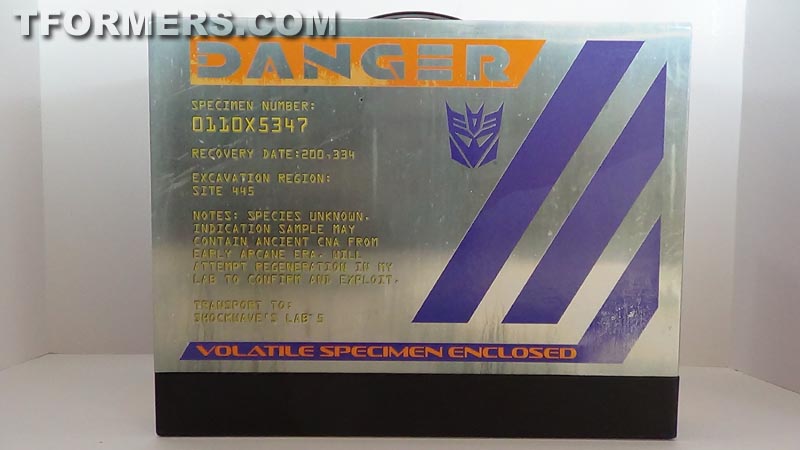 TFORMERS.COM
DANGER
SPECIMEN NUMBER:
0110X5347
RECOVERY DATE:200,334
EXCAVATION REGION:
SITE 445
NOTES: SPECIES UNKNOWN.
INDICATION SAMPLE MAY
CONTAIN ANCIENT CNA FROM
EARLY ARCANE ERA. WILL
ATTEMPT REGENERATION IN MY
LAB TO CONFIRM AND EXPLOIT.
TRANSPORT TO:
SHOCKWAVE'S LAB'S
VOLATILE SPECIMEN ENCLOSED